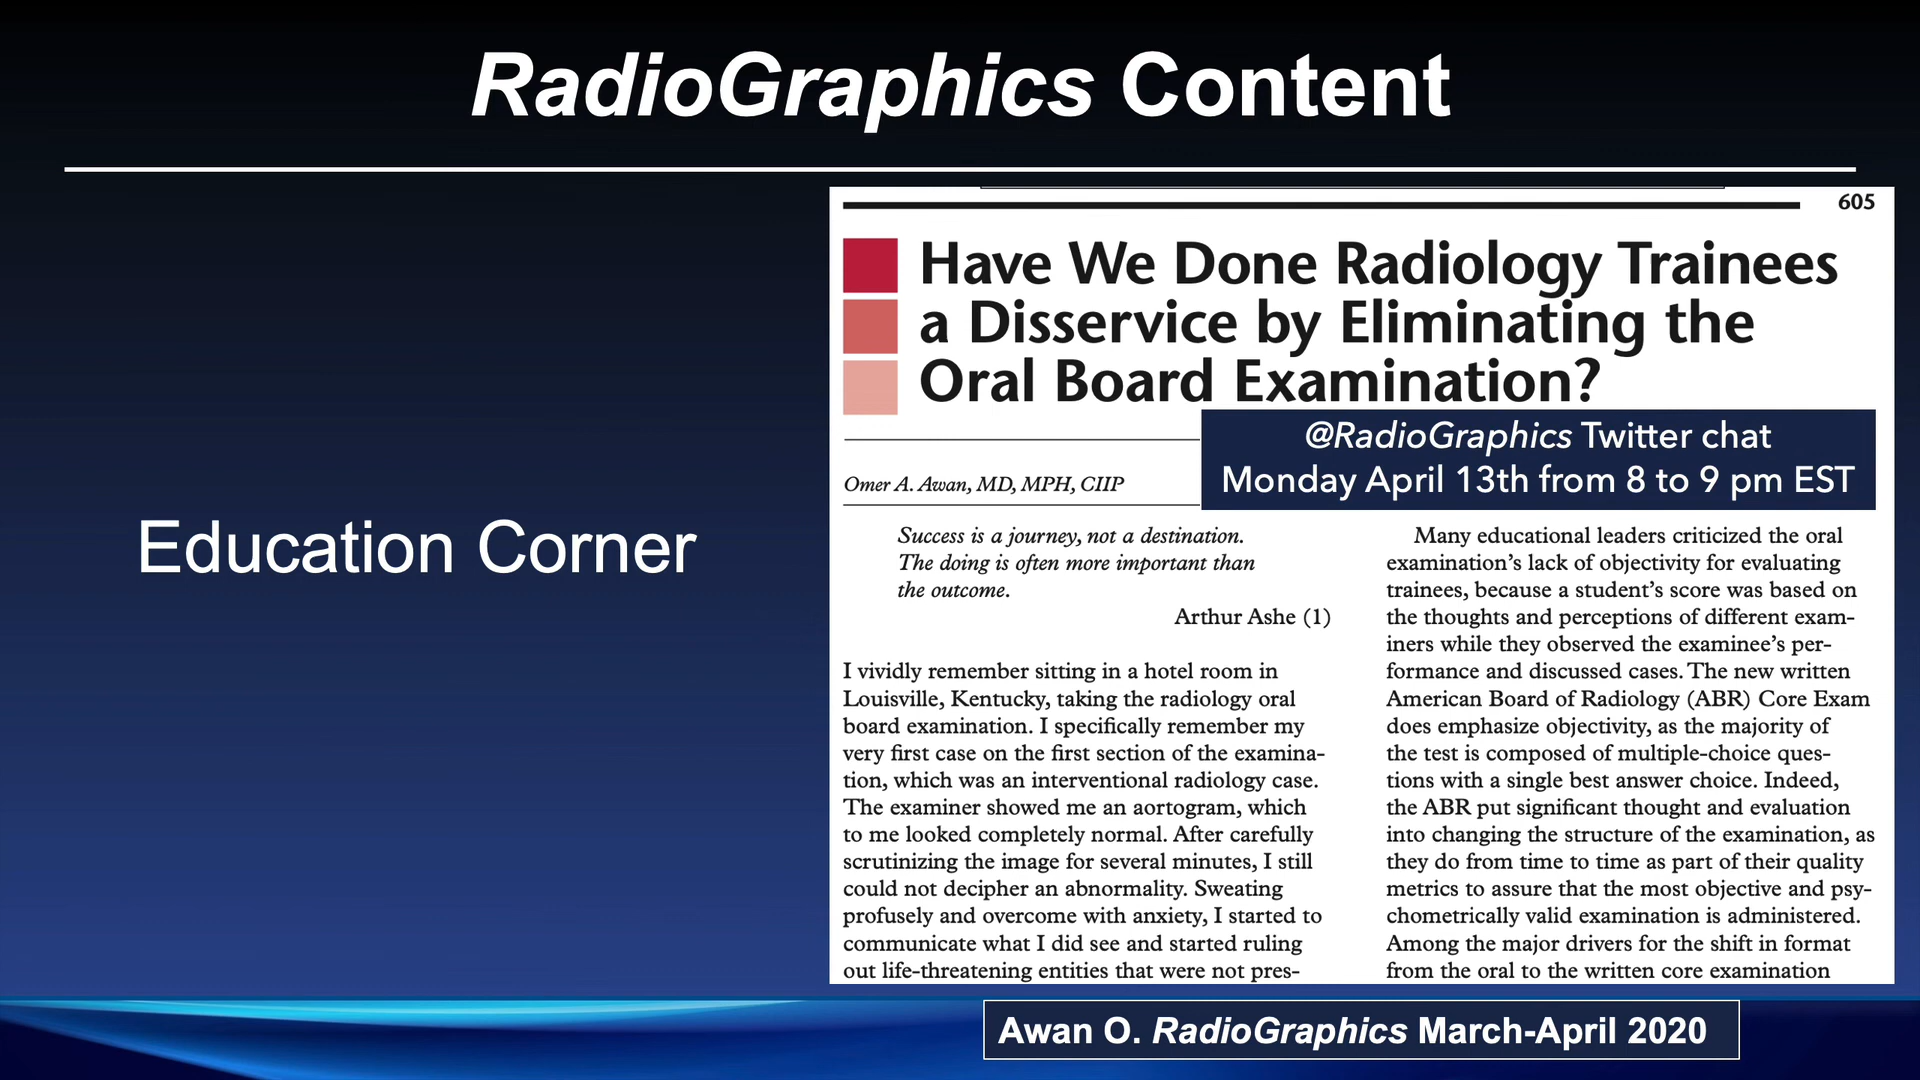 RadioGraphics Content
Education Corner
605
Have We Done Radiology Trainees
a Disservice by Eliminating the
Oral Board Examination?
@RadioGraphics Twitter chat
Monday April 13th from 8 to 9 pm EST
Omer A. Awan, MD, MPH, CIIP
Success is a journey, not a destination.
The doing is often more important than
the outcome.
Arthur Ashe (1)
I vividly remember sitting in a hotel room in
Louisville, Kentucky, taking the radiology oral
board examination. I specifically remember my
very first case on the first section of the examina-
tion, which was an interventional radiology case.
The examiner showed me an aortogram, which
to me looked completely normal. After carefully
scrutinizing the image for several minutes, I still
could not decipher an abnormality. Sweating
profusely and overcome with anxiety, I started to
communicate what I did see and started ruling
out life-threatening entities that were not pres-
Many educational leaders criticized the oral
examination's lack of objectivity for evaluating
trainees, because a student's score was based on
the thoughts and perceptions of different exam-
iners while they observed the examinee's per-
formance and discussed cases. The new written
American Board of Radiology (ABR) Core Exam
does emphasize objectivity, as the majority of
the test is composed of multiple-choice ques-
tions with a single best answer choice. Indeed,
the ABR put significant thought and evaluation
into changing the structure of the examination, as
they do from time to time as part of their quality
metrics to assure that the most objective and psy-
chometrically valid examination is administered.
Among the major drivers for the shift in format
from the oral to the written core examination
Awan O. RadioGraphics March-April 2020